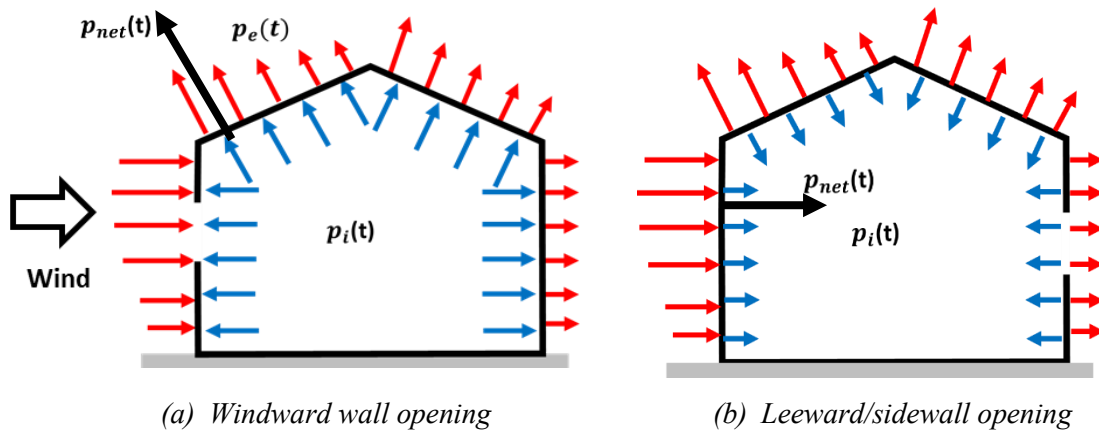 p_net(t)
p_e(t)
p_i(t)
Wind
p_net(t)
p_i(t)
(a) Windward wall opening
(b) Leeward/sidewall opening